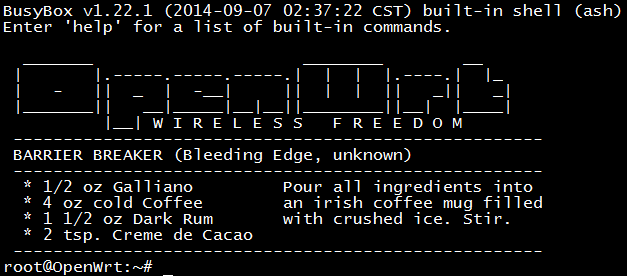 BusyBox v1.22.1 (2014-09-07 02:37:22 CST) built-in shell (ash)
Enter 'help' for a list of built-in commands.
OpenWrt
W I R E L E S S   F R E E D O M
BARRIER BREAKER (Bleeding Edge, unknown)
* 1/2 oz Galliano         Pour all ingredients into
* 4 oz cold Coffee        an irish coffee mug filled
* 1 1/2 oz Dark Rum       with crushed ice. Stir.
* 2 tsp. Creme de Cacao
root@OpenWrt:~#